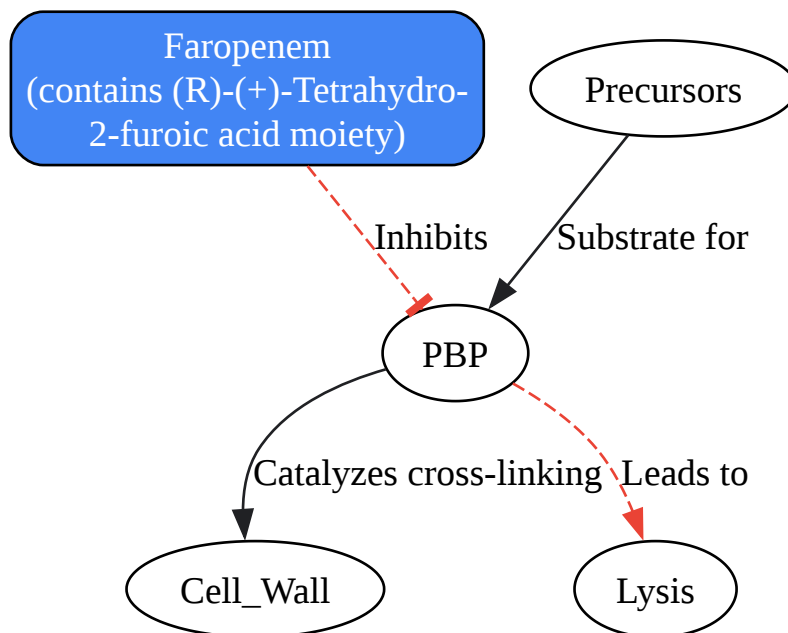 Faropenem
(contains (R)-(+)-Tetrahydro-
2-furoic acid moiety)
Precursors
Inhibits
Substrate for
PBP
Catalyzes cross-linking
Leads to
Cell_Wall
Lysis